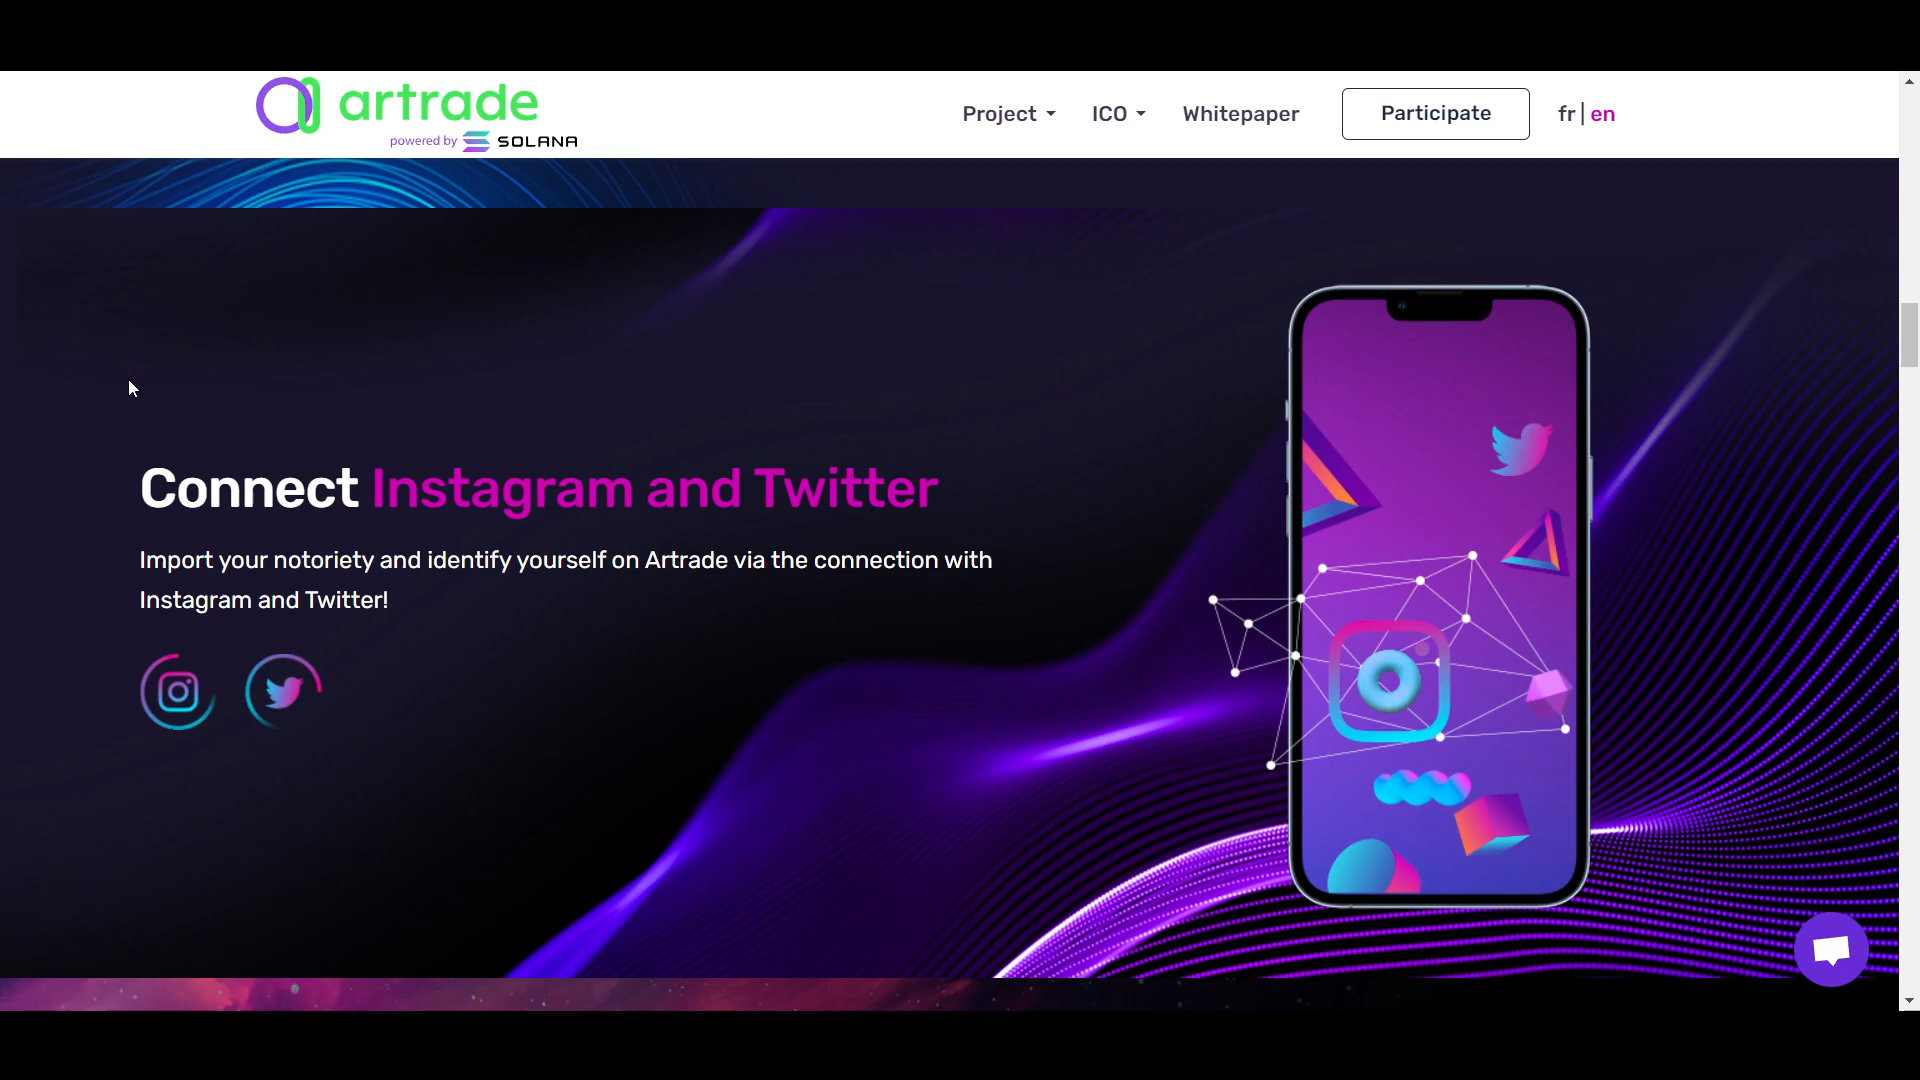 artrade
powered by SOLANA
Project ICO Whitepaper Participate fr | en
Connect Instagram and Twitter
Import your notoriety and identify yourself on Artrade via the connection with
Instagram and Twitter!